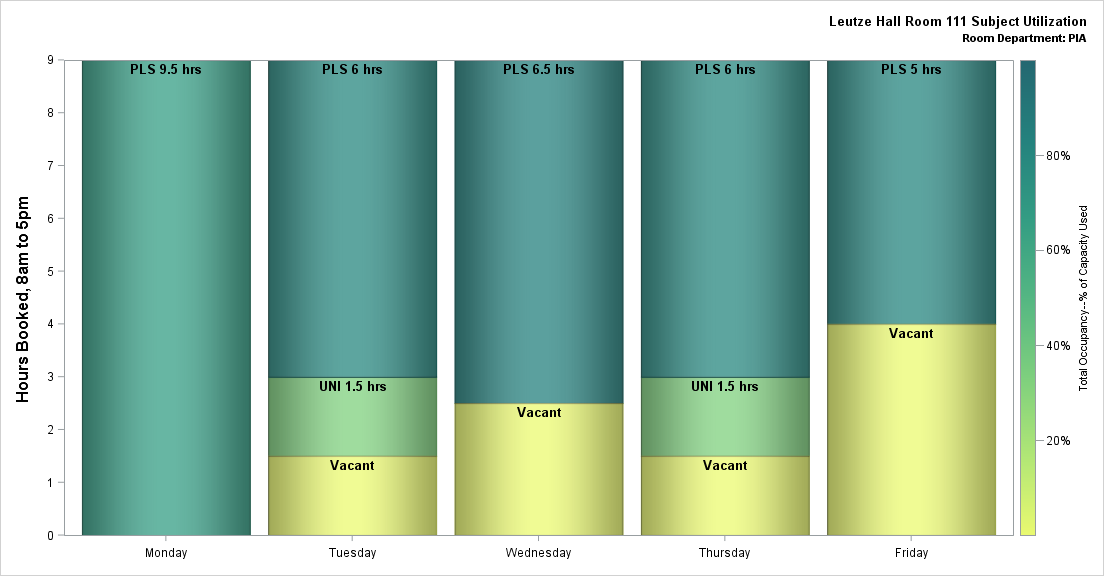 Leutze Hall Room 111 Subject Utilization
Room Department: PIA
Hours Booked, 8am to 5pm
9
8
7
6
5
4
3
2
1
0
PLS 9.5 hrs
PLS 6 hrs
UNI 1.5 hrs
Vacant
PLS 6.5 hrs
Vacant
PLS 6 hrs
UNI 1.5 hrs
Vacant
PLS 5 hrs
Vacant
Monday
Tuesday
Wednesday
Thursday
Friday
80%
60%
40%
20%
Total Occupancy--% of Capacity Used